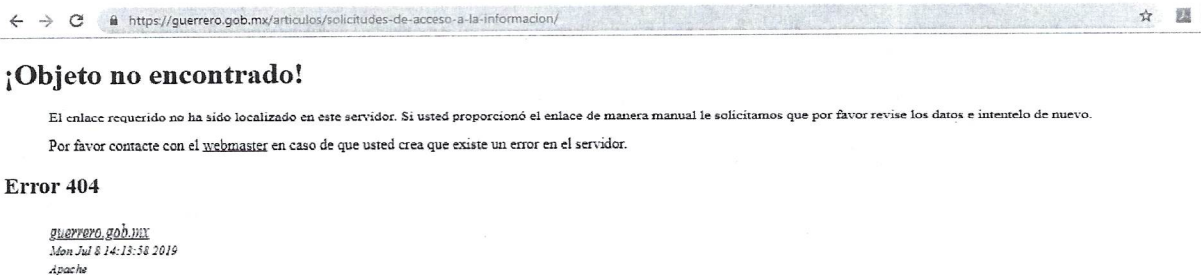 https://guerrero.gob.mx/articulos/solicitudes-de-acceso-a-la-informacion/
¡Objeto no encontrado!
El enlace requerido no ha sido localizado en este servidor. Si usted proporcionó el enlace de manera manual le solicitamos que por favor revise los datos e intentelo de nuevo.
Por favor contacte con el webmaster en caso de que usted crea que existe un error en el servidor.
Error 404
guerrero.gob.mx
Mon Jul 8 14:13:58 2019
Apache